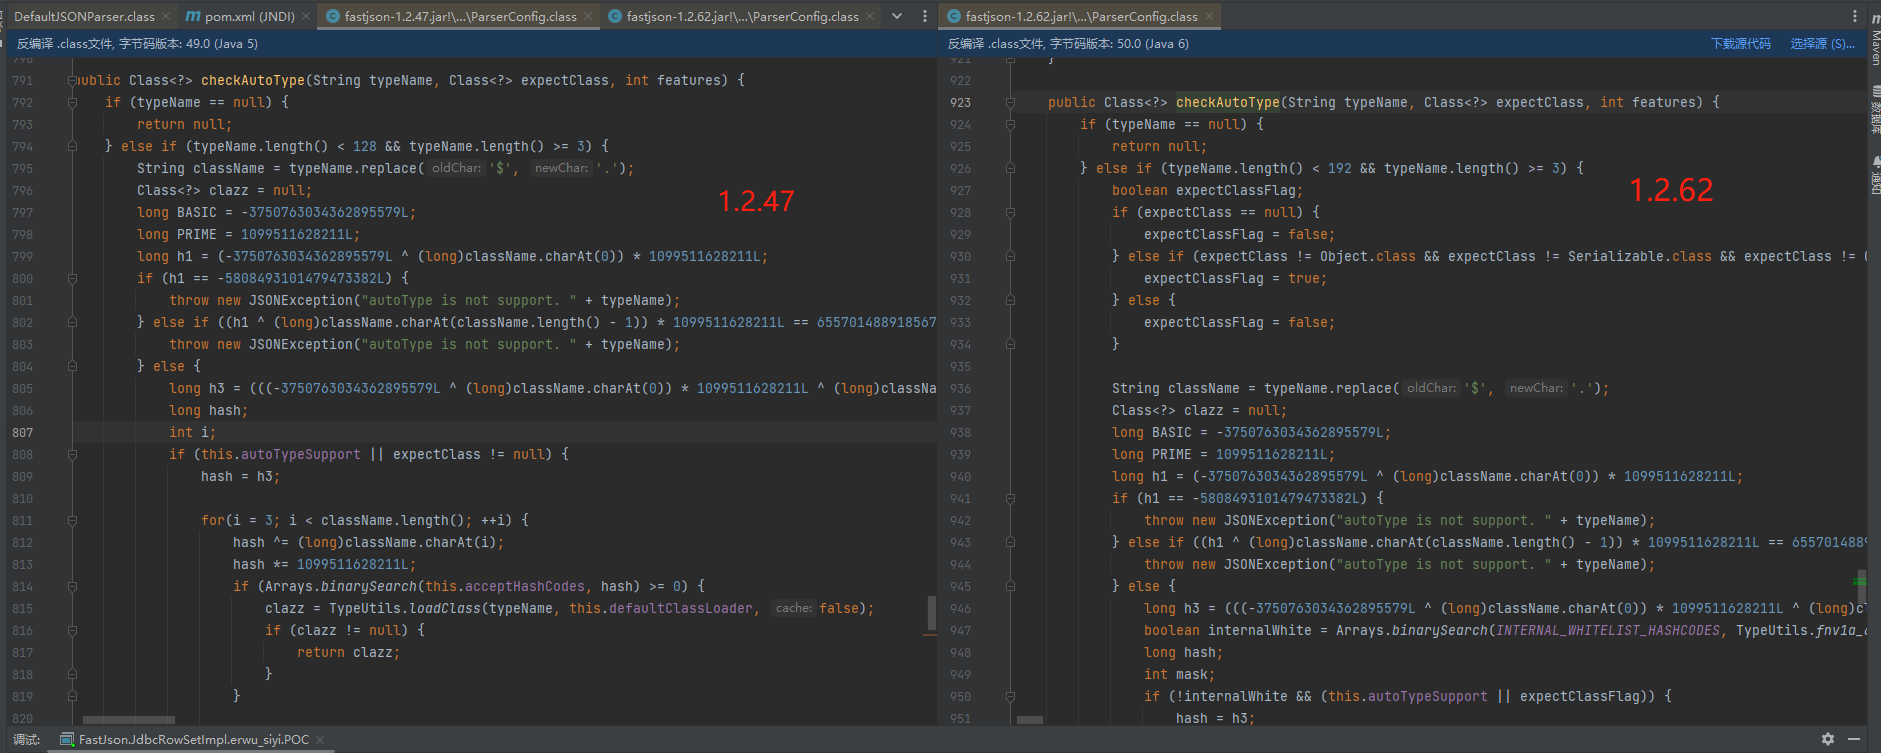 DefaultJSONParser.class
pom.xml (JNDI)
fastjson-1.2.47.jar!\...\ParserConfig.class
fastjson-1.2.62.jar!\...\ParserConfig.class
反编译 .class文件, 字节码版本: 49.0 (Java 5)
790
791 public Class<?> checkAutoType(String typeName, Class<?> expectClass, int features) {
792 if (typeName == null) {
793 return null;
794 } else if (typeName.length() < 128 && typeName.length() >= 3) {
795 String className = typeName.replace( oldChar: '$', newChar: '.');
796 Class<?> clazz = null;
797 long BASIC = -3750763034362895579L;
798 long PRIME = 1099511628211L;
799 long h1 = (-3750763034362895579L ^ (long)className.charAt(0)) * 1099511628211L;
800 if (h1 == -5808493101479473382L) {
801 throw new JSONException("autoType is not support. " + typeName);
802 } else if ((h1 ^ (long)className.charAt(className.length() - 1)) * 1099511628211L == 655701488918567
803 throw new JSONException("autoType is not support. " + typeName);
804 } else {
805 long h3 = (((-3750763034362895579L ^ (long)className.charAt(0)) * 1099511628211L ^ (long)classNa
806 long hash;
807 int i;
808 if (this.autoTypeSupport || expectClass != null) {
809 hash = h3;
810
811 for(i = 3; i < className.length(); ++i) {
812 hash ^= (long)className.charAt(i);
813 hash *= 1099511628211L;
814 if (Arrays.binarySearch(this.acceptHashCodes, hash) >= 0) {
815 clazz = TypeUtils.loadClass(typeName, this.defaultClassLoader, cache: false);
816 if (clazz != null) {
817 return clazz;
818 }
819 }
820
1.2.47
fastjson-1.2.62.jar!\...\ParserConfig.class
反编译 .class文件, 字节码版本: 50.0 (Java 6)
下载源代码
选择源 (S)...
921 }
922
923 public Class<?> checkAutoType(String typeName, Class<?> expectClass, int features) {
924 if (typeName == null) {
925 return null;
926 } else if (typeName.length() < 192 && typeName.length() >= 3) {
927 boolean expectClassFlag;
928 if (expectClass == null) {
929 expectClassFlag = false;
930 } else if (expectClass != Object.class && expectClass != Serializable.class && expectClass != C
931 expectClassFlag = true;
932 } else {
933 expectClassFlag = false;
934 }
935
936 String className = typeName.replace( oldChar: '$', newChar: '.');
937 Class<?> clazz = null;
938 long BASIC = -3750763034362895579L;
939 long PRIME = 1099511628211L;
940 long h1 = (-3750763034362895579L ^ (long)className.charAt(0)) * 1099511628211L;
941 if (h1 == -5808493101479473382L) {
942 throw new JSONException("autoType is not support. " + typeName);
943 } else if ((h1 ^ (long)className.charAt(className.length() - 1)) * 1099511628211L == 6557014889
944 throw new JSONException("autoType is not support. " + typeName);
945 } else {
946 long h3 = (((-3750763034362895579L ^ (long)className.charAt(0)) * 1099511628211L ^ (long)cl
947 boolean internalWhite = Arrays.binarySearch(INTERNAL_WHITELIST_HASHCODES, TypeUtils.fnv1a_6
948 long hash;
949 int mask;
950 if (!internalWhite && (this.autoTypeSupport || expectClassFlag)) {
951 hash = h3;
1.2.62
Maven
数据库
通知
调试: FastJson.JdbcRowSetImpl.erwu_siyi.POC